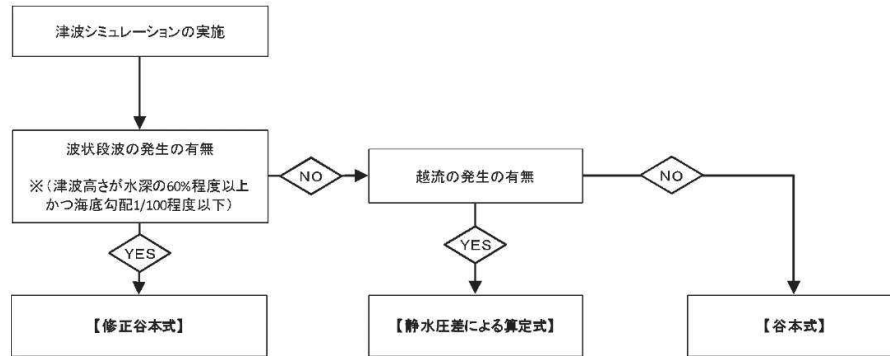 津波シミュレーションの実施
波状段波の発生の有無
※(津波高さが水深の60%程度以上
かつ海底勾配1/100程度以下)
NO
越流の発生の有無
NO
YES
YES
【修正谷本式】
【静水圧差による算定式】
【谷本式】